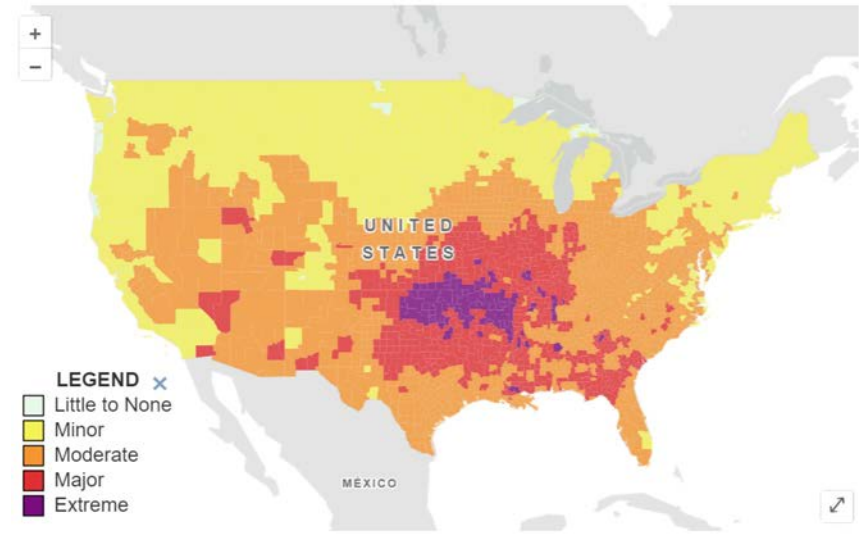 +
−
UNITED
STATES
MÉXICO
LEGEND ×
Little to None
Minor
Moderate
Major
Extreme